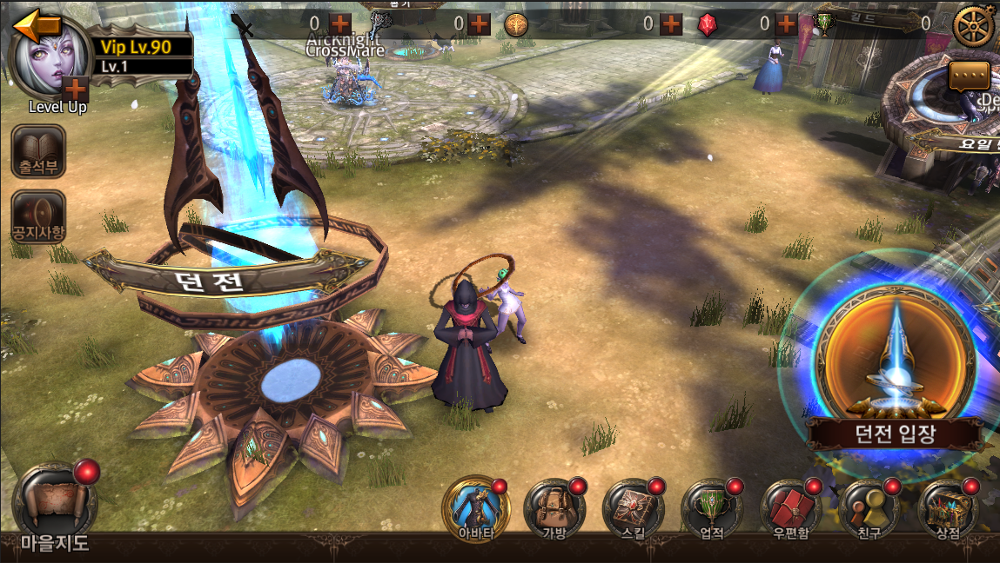 0
0
0
0
0
길드
Vip Lv.90
Lv.1
Level Up
ArcKnight
CrossMare
출석부
공지사항
요일
던전
던전 입장
마을지도
아바타
가방
스킬
업적
우편함
친구
상점